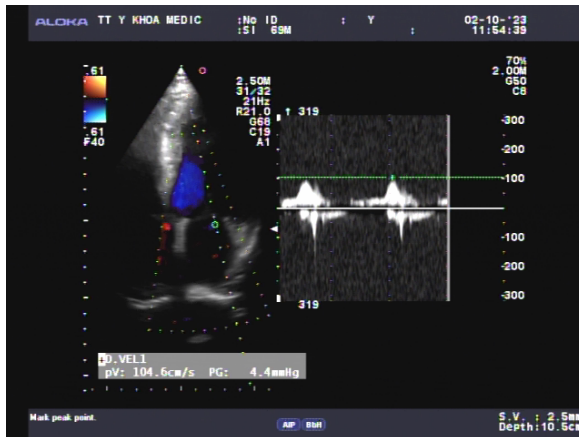 ALOKA TT Y KHOA MEDIC :No ID : Y 02-10-'23
:SI 69M : 11:54:39
.61
.61
F40
2.50M
31/32
21Hz
R21.0
G68
C19
A1
70%
2.00M
G50
C8
↑ 319
-300
-200
-100
-100
-200
-300
319
+D.VEL1
pV: 104.6cm/s PG: 4.4mmHg
Mark peak point.
AIP BbH
S.V. : 2.5mm
Depth:10.5cm